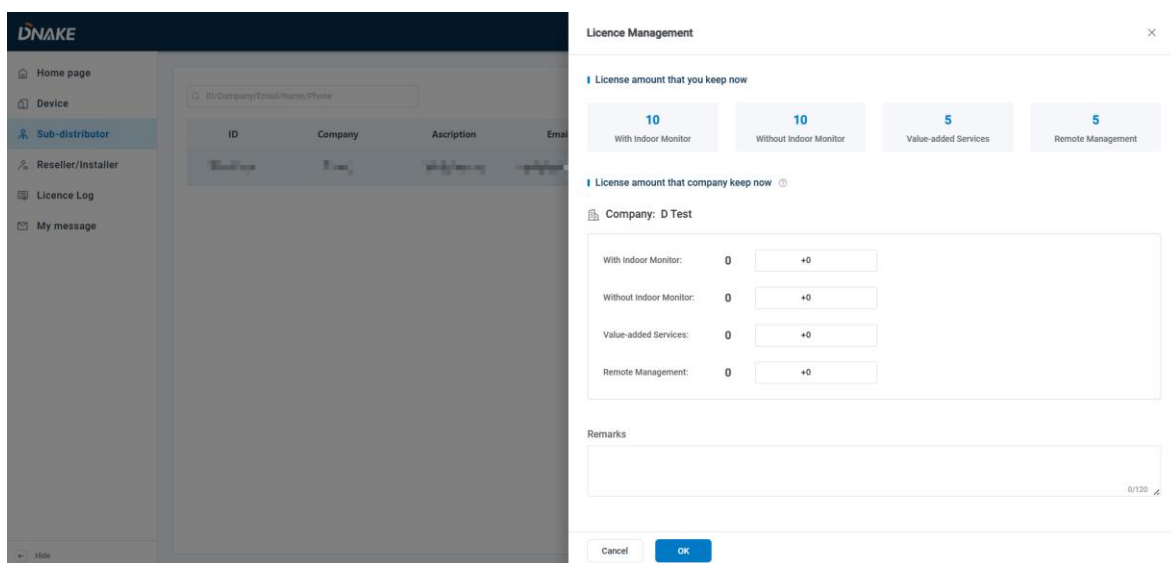 DNAKE
Home page
Device
Sub-distributor
Reseller/Installer
Licence Log
My message
Hide
ID/Company/Email/Name/Phone
ID Company Ascription Emai
Licence Management
License amount that you keep now
10 10 5 5
With Indoor Monitor Without Indoor Monitor Value-added Services Remote Management
License amount that company keep now
Company: D Test
With Indoor Monitor: 0 +0
Without Indoor Monitor: 0 +0
Value-added Services: 0 +0
Remote Management: 0 +0
Remarks
0/120
Cancel OK